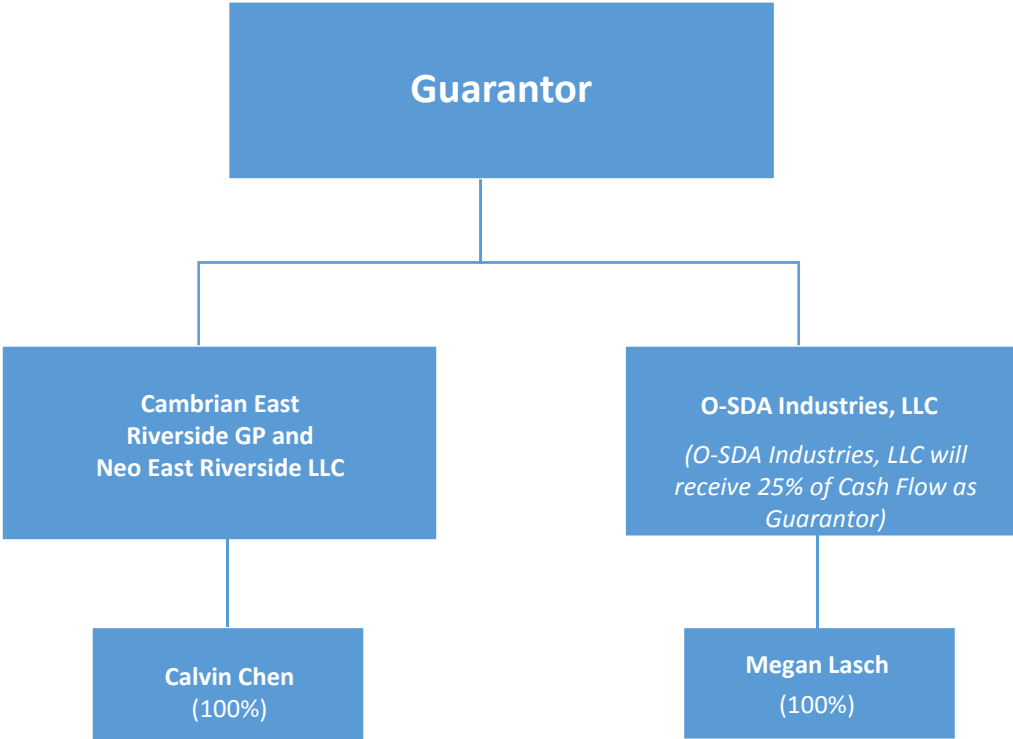 Guarantor
Cambrian East
Riverside GP and
Neo East Riverside LLC
O-SDA Industries, LLC
(O-SDA Industries, LLC will
receive 25% of Cash Flow as
Guarantor)
Calvin Chen
(100%)
Megan Lasch
(100%)